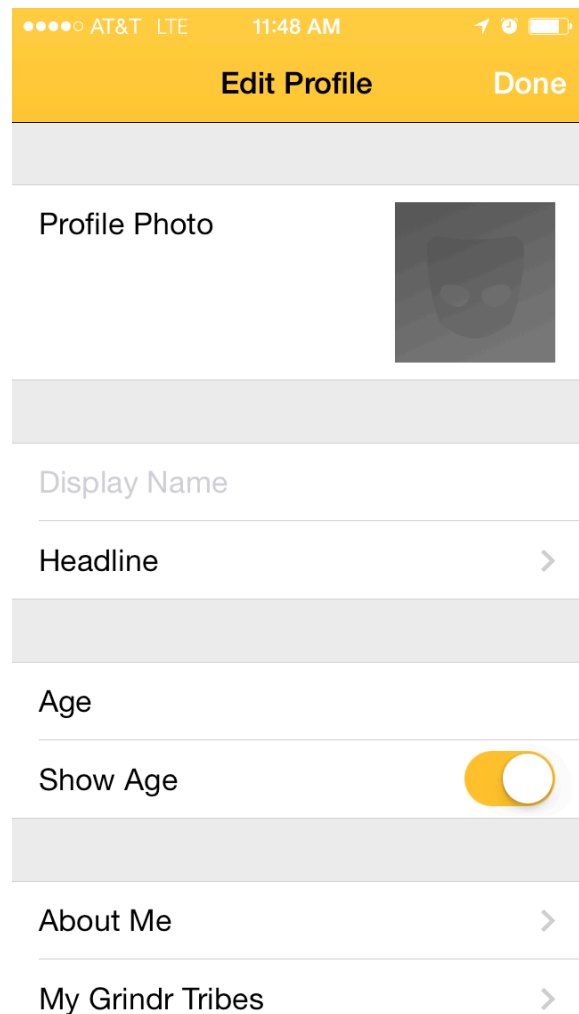 AT&T LTE 11:48 AM
Edit Profile Done
Profile Photo
Display Name
Headline
Age
Show Age
About Me
My Grindr Tribes